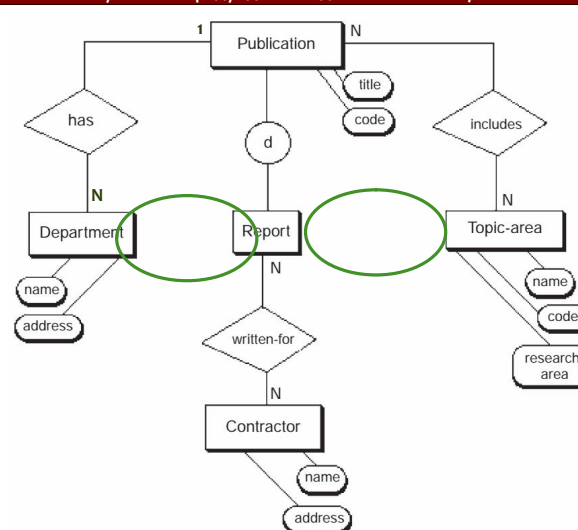 1
Publication
N
title
code
has
d
includes
N
N
Department
Report
Topic-area
N
name
address
name
code
research
area
written-for
N
Contractor
name
address